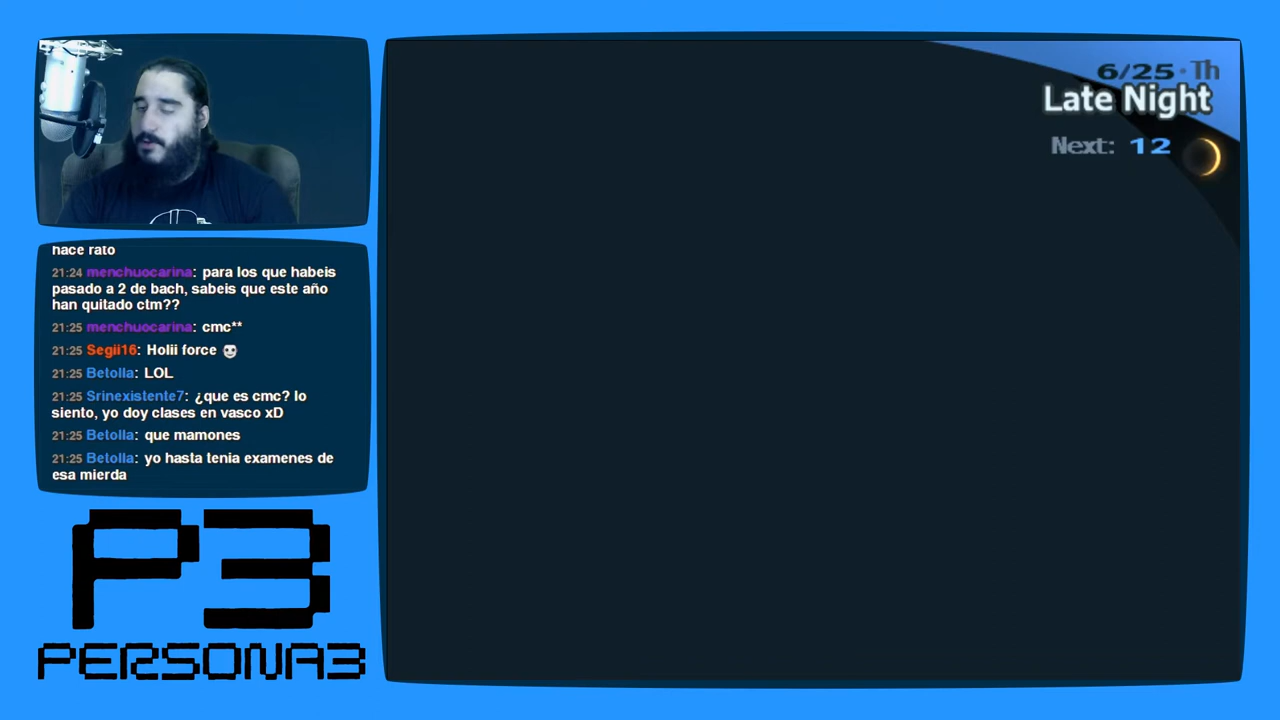 6/25 · Th
Late Night
Next: 12
hace rato
21:24 menchuocarina: para los que habeis
pasado a 2 de bach, sabeis que este año
han quitado ctm??
21:25 menchuocarina: cmc**
21:25 Segii16: Holii force
21:25 Betolla: LOL
21:25 Srinexistente7: ¿que es cmc? lo
siento, yo doy clases en vasco xD
21:25 Betolla: que mamones
21:25 Betolla: yo hasta tenia examenes de
esa mierda
P3
PERSONA3